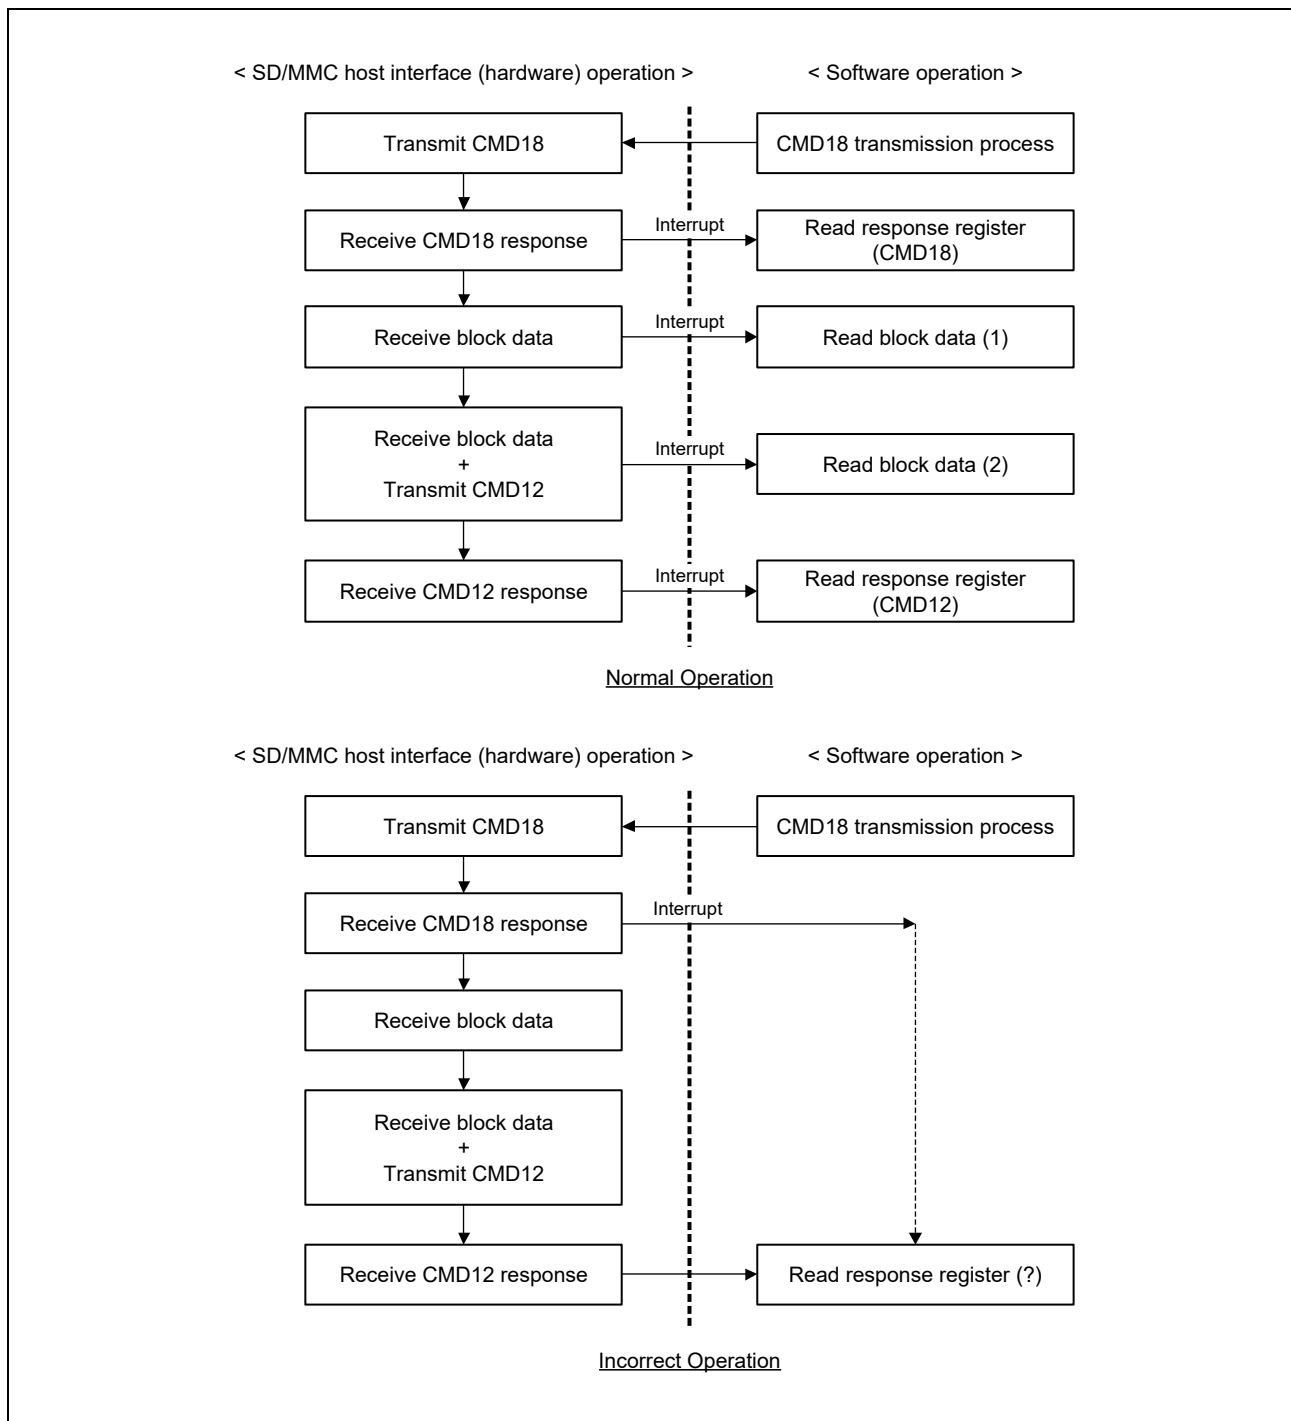 < SD/MMC host interface (hardware) operation >
< Software operation >
Transmit CMD18
CMD18 transmission process
Receive CMD18 response
Interrupt
Read response register
(CMD18)
Receive block data
Interrupt
Read block data (1)
Receive block data
+
Transmit CMD12
Interrupt
Read block data (2)
Receive CMD12 response
Interrupt
Read response register
(CMD12)
Normal Operation
< SD/MMC host interface (hardware) operation >
< Software operation >
Transmit CMD18
CMD18 transmission process
Receive CMD18 response
Interrupt
Receive block data
Receive block data
+
Transmit CMD12
Receive CMD12 response
Read response register (?)
Incorrect Operation